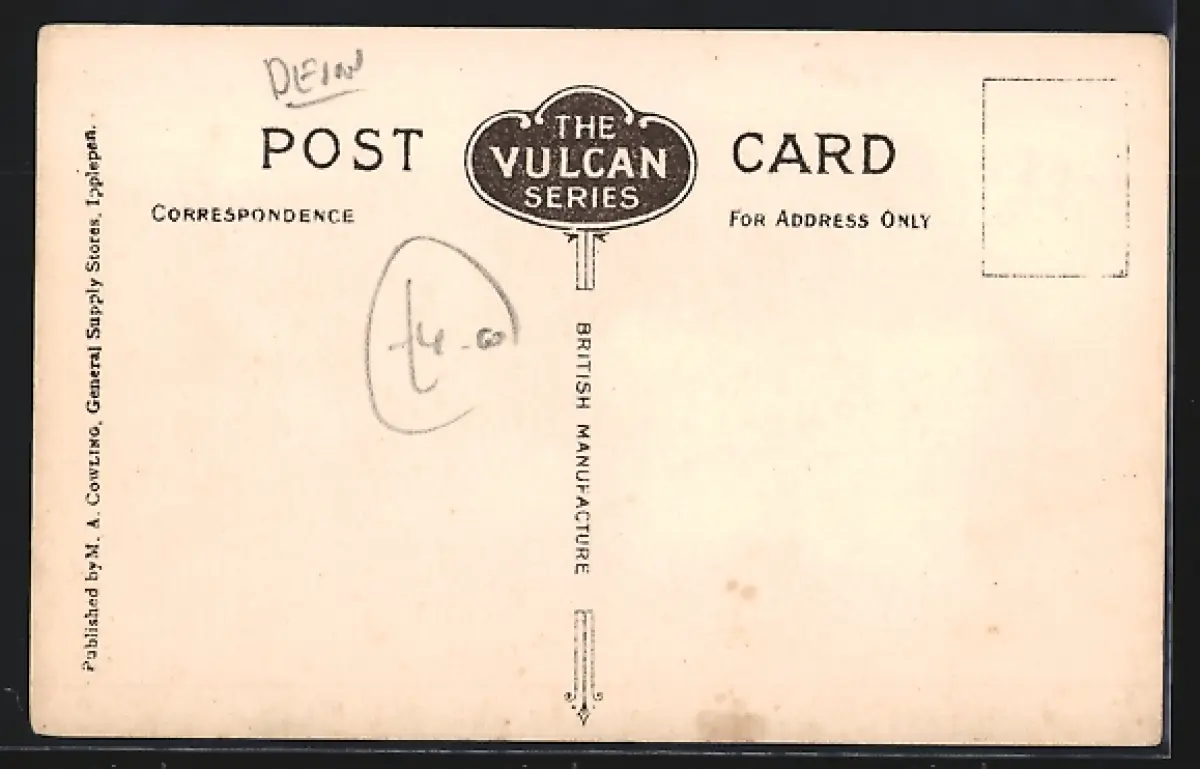 POST
THE
VULCAN
SERIES
CARD
CORRESPONDENCE
FOR ADDRESS ONLY
£4-00
BRITISH MANUFACTURE
Published by M. A. COWLING, General Supply Stores, Ipplepen.